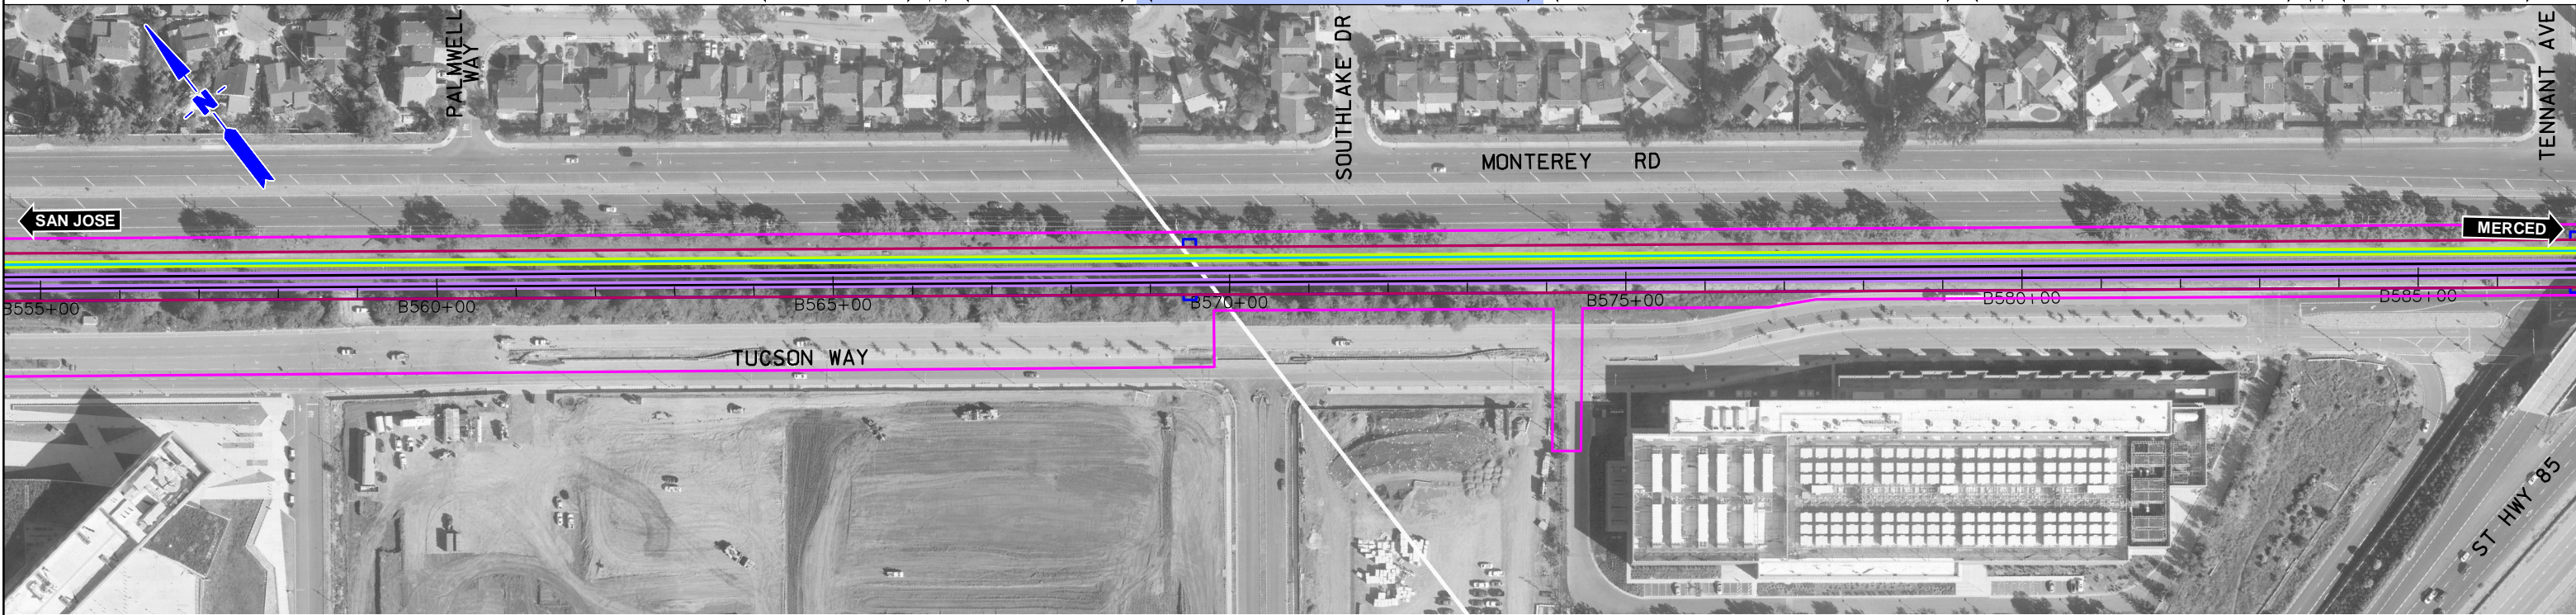 PALMWELL
WAY
SOUTHLAKE DR
TENNANT AVE
N
MONTEREY RD
SAN JOSE
MERCED
B555+00
B560+00
B565+00
B570+00
B575+00
B580+00
B585+00
TUCSON WAY
ST HWY 85